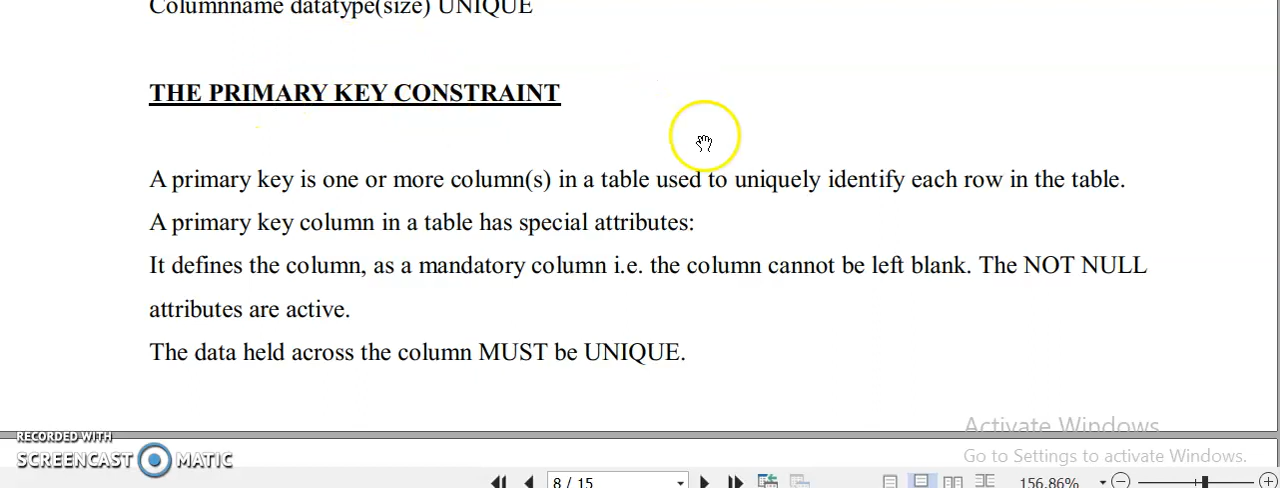 Columnname datatype(size) UNIQUE
THE PRIMARY KEY CONSTRAINT
A primary key is one or more column(s) in a table used to uniquely identify each row in the table.
A primary key column in a table has special attributes:
It defines the column, as a mandatory column i.e. the column cannot be left blank. The NOT NULL
attributes are active.
The data held across the column MUST be UNIQUE.
Activate Windows
Go to Settings to activate Windows.
RECORDED WITH
SCREENCAST MATIC
8 / 15
156.86%